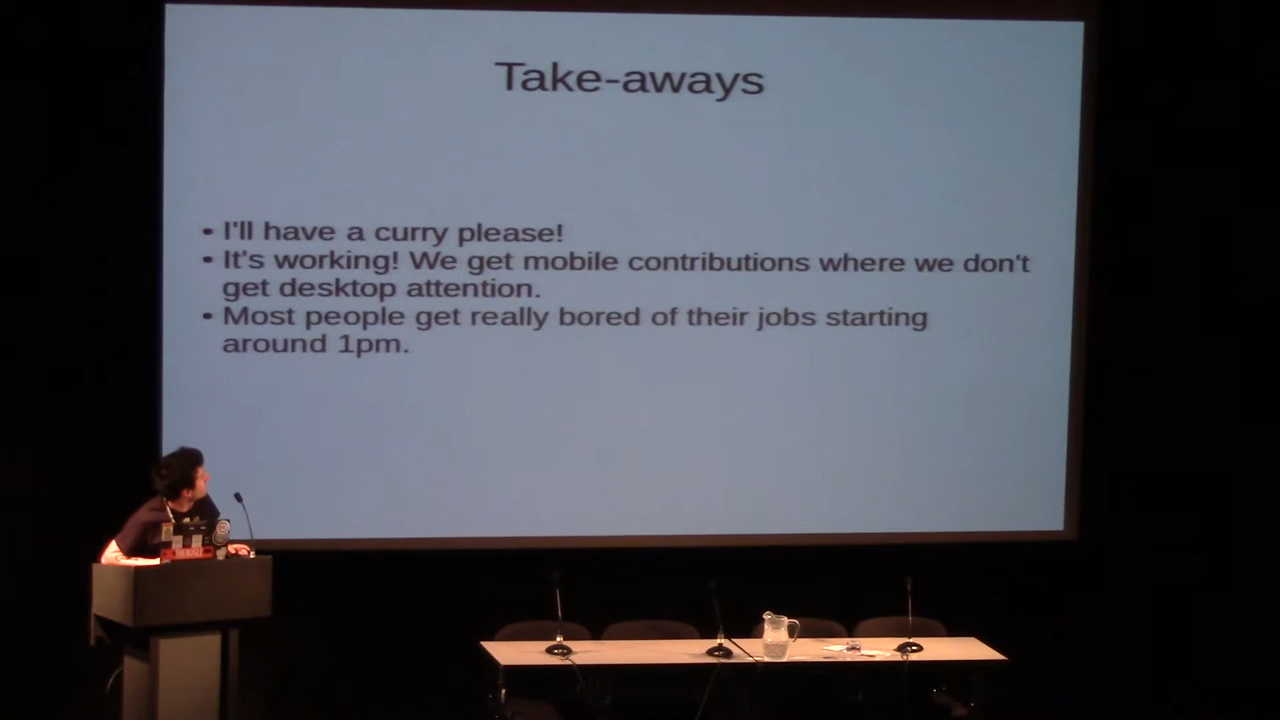 Take-aways
• I'll have a curry please!
• It's working! We get mobile contributions where we don't
get desktop attention.
• Most people get really bored of their jobs starting
around 1pm.